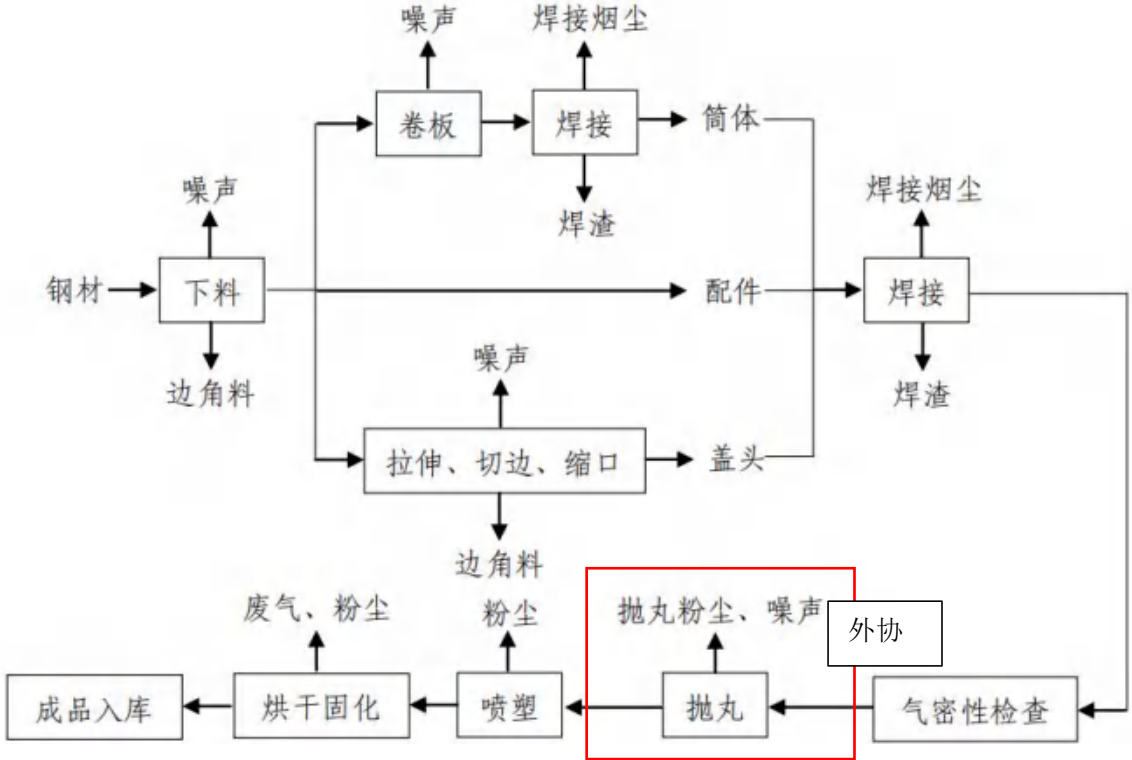 噪声
焊接烟尘
卷板
焊接
筒体
焊渣
噪声
焊接烟尘
钢材
下料
配件
焊接
边角料
噪声
焊渣
拉伸、切边、缩口
盖头
边角料
废气、粉尘
粉尘
抛丸粉尘、噪声
外协
成品入库
烘干固化
喷塑
抛丸
气密性检查